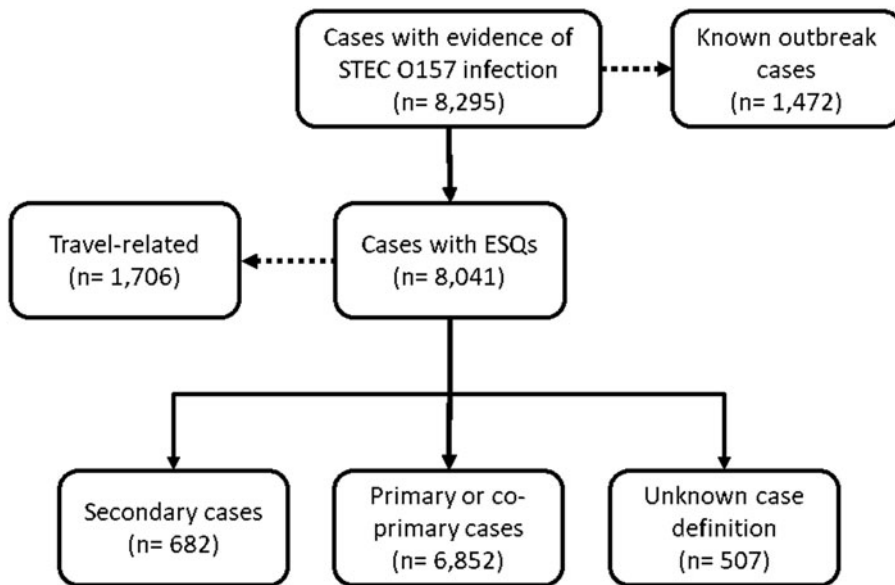 Cases with evidence of
STEC O157 infection
(n= 8,295)
Known outbreak
cases
(n= 1,472)
Travel-related
(n= 1,706)
Cases with ESQs
(n= 8,041)
Secondary cases
(n= 682)
Primary or co-
primary cases
(n= 6,852)
Unknown case
definition
(n= 507)